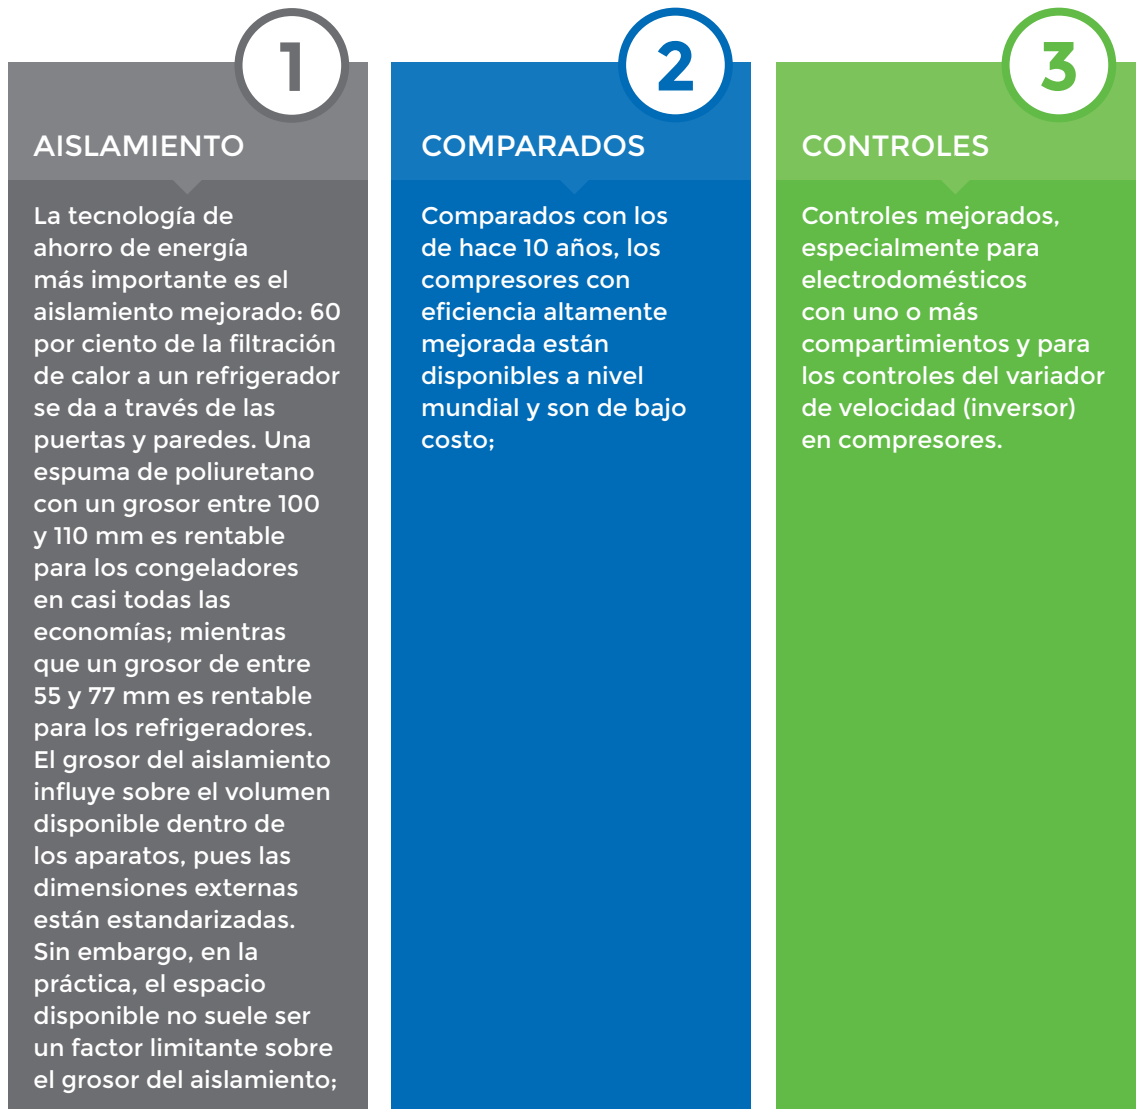 1
AISLAMIENTO
La tecnología de
ahorro de energía
más importante es el
aislamiento mejorado: 60
por ciento de la filtración
de calor a un refrigerador
se da a través de las
puertas y paredes. Una
espuma de poliuretano
con un grosor entre 100
y 110 mm es rentable
para los congeladores
en casi todas las
economías; mientras
que un grosor de entre
55 y 77 mm es rentable
para los refrigeradores.
El grosor del aislamiento
influye sobre el volumen
disponible dentro de
los aparatos, pues las
dimensiones externas
están estandarizadas.
Sin embargo, en la
práctica, el espacio
disponible no suele ser
un factor limitante sobre
el grosor del aislamiento;
2
COMPARADOS
Comparados con los
de hace 10 años, los
compresores con
eficiencia altamente
mejorada están
disponibles a nivel
mundial y son de bajo
costo;
3
CONTROLES
Controles mejorados,
especialmente para
electrodomésticos
con uno o más
compartimientos y para
los controles del variador
de velocidad (inversor)
en compresores.